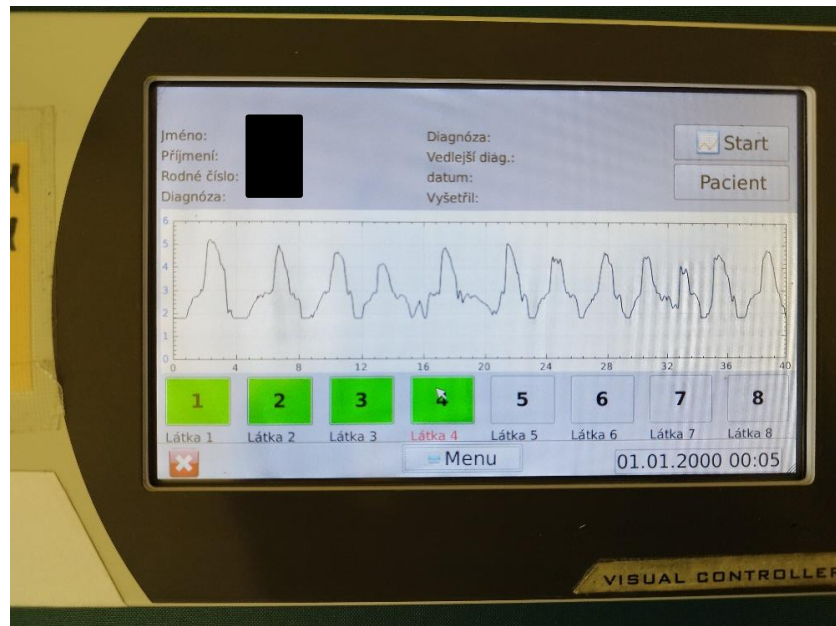 Jméno:
Příjmení:
Rodné číslo:
Diagnóza:
Diagnóza:
Vedlejší diag.:
datum:
Vyšetřil:
Start
Pacient
6
5
4
3
2
1
0
0 4 8 12 16 20 24 28 32 36 40
1 2 3 4 5 6 7 8
Látka 1 Látka 2 Látka 3 Látka 4 Látka 5 Látka 6 Látka 7 Látka 8
Menu
01.01.2000 00:05
VISUAL CONTROLLER